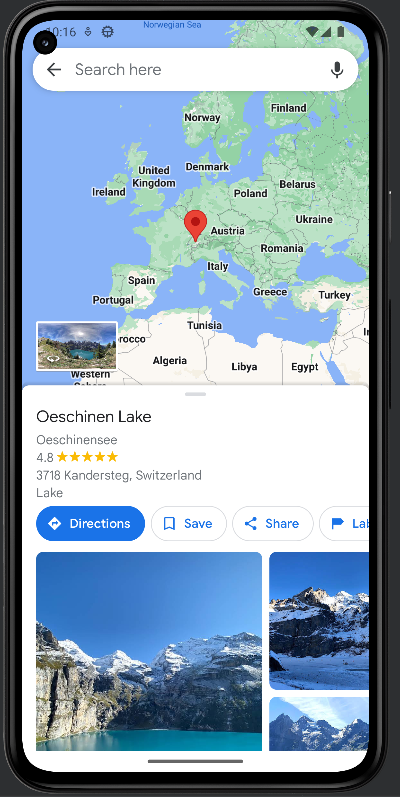 10:16
Norwegian Sea
Search here
Finland
Norway
United Kingdom
Denmark
Ireland
Belarus
Poland
Ukraine
Austria
Romania
Italy
Spain
Greece
Portugal
Turkey
Tunisia
rocco
Algeria
Libya
Egypt
Western
Oeschinen Lake
Oeschinensee
4.8
3718 Kandersteg, Switzerland
Lake
Directions
Save
Share
Lab